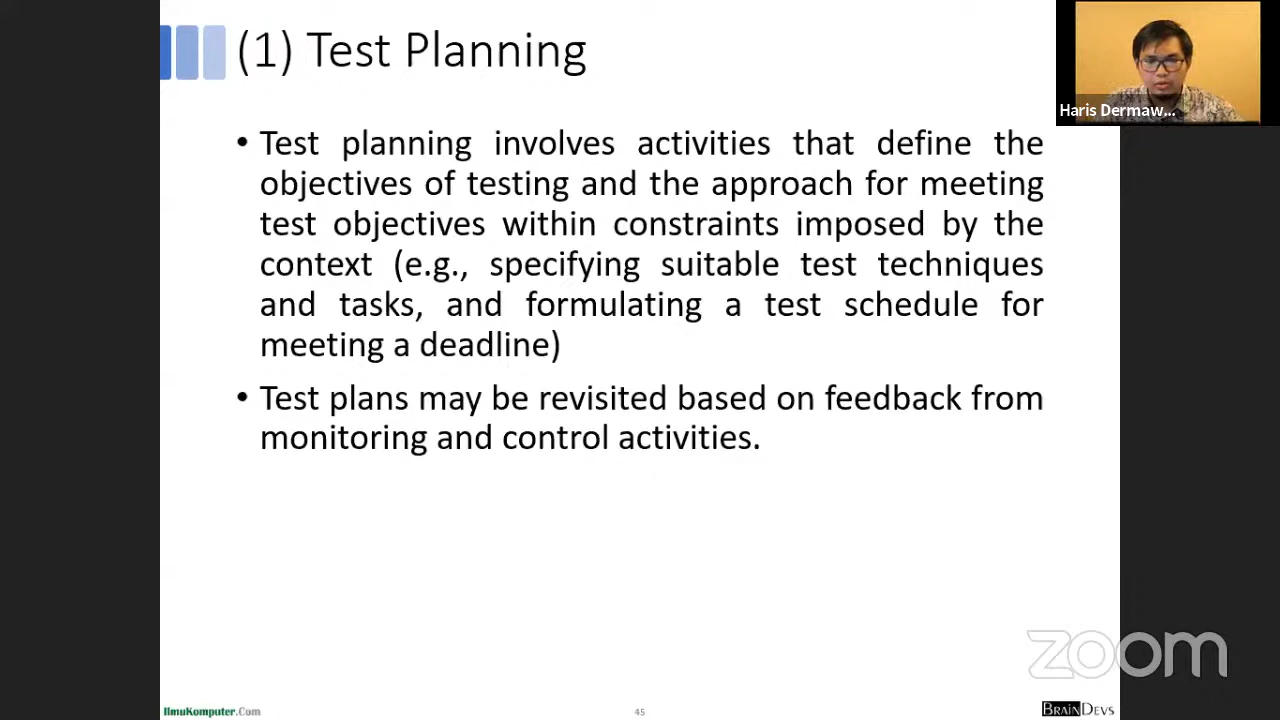 (1) Test Planning
Haris Dermaw...
• Test planning involves activities that define the
objectives of testing and the approach for meeting
test objectives within constraints imposed by the
context (e.g., specifying suitable test techniques
and tasks, and formulating a test schedule for
meeting a deadline)
• Test plans may be revisited based on feedback from
monitoring and control activities.
zoom
IlmuKomputer.Com
45
BRAINDEVS